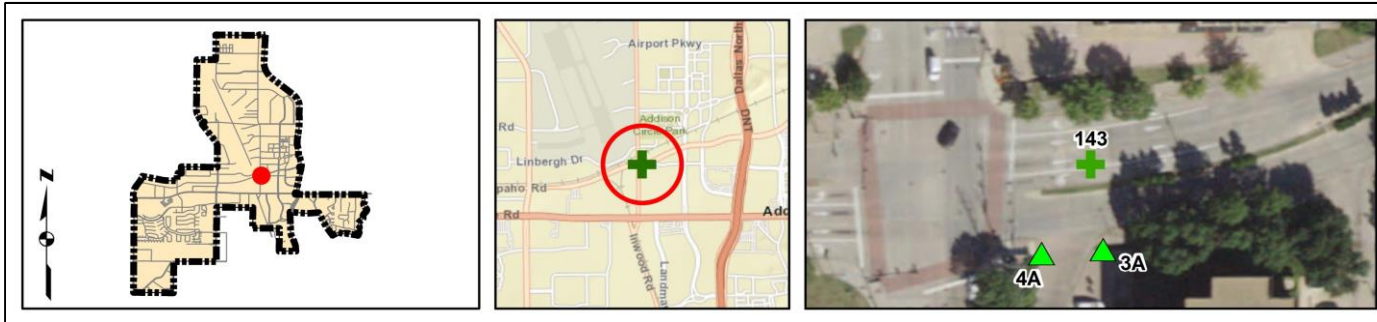 Z
Airport Pkwy
Dallas North
DNT
Addison
Circle Park
Rd
Linbergh Dr
paho Rd
Rd
Add
Inwood Rd
Landma
143
4A
3A